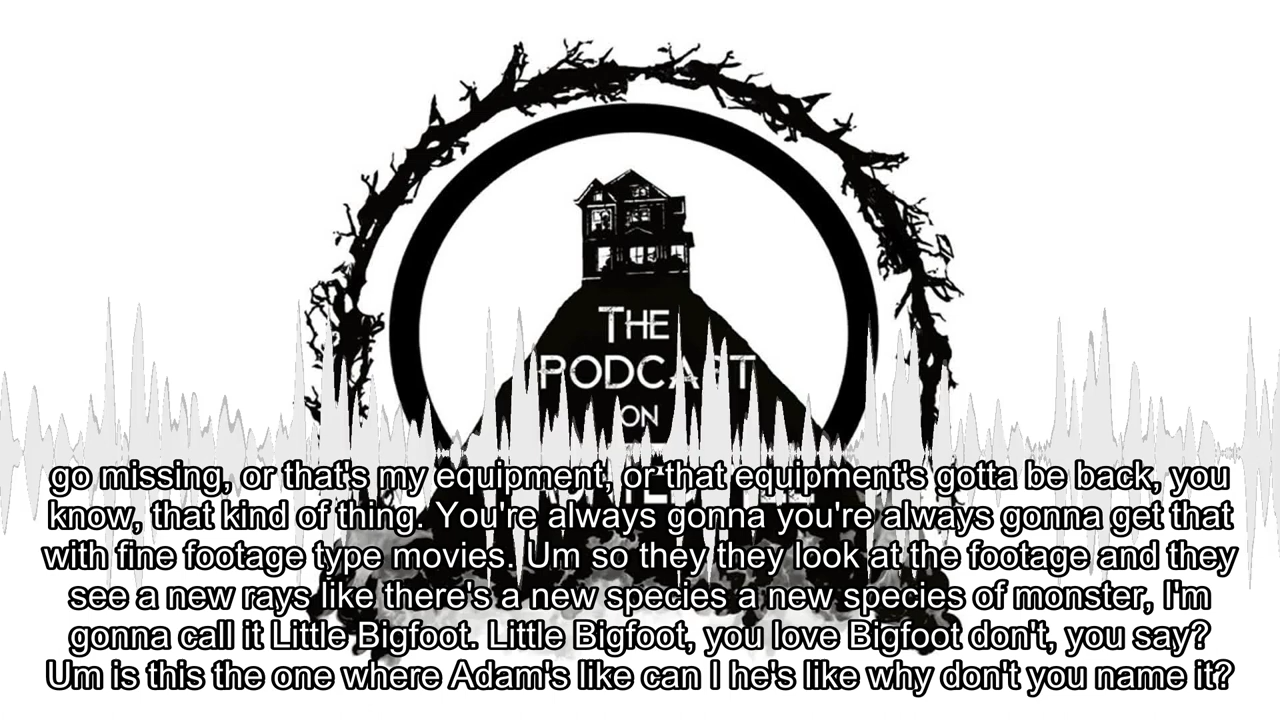 THE
PODCAST
ON
go missing, or that's my equipment, or that equipment's gotta be back, you
know, that kind of thing. You're always gonna you're always gonna get that
with fine footage type movies. Um so they they look at the footage and they
see a new rays like there's a new species a new species of monster, I'm
gonna call it Little Bigfoot. Little Bigfoot, you love Bigfoot don't, you say?
Um is this the one where Adam's like can I he's like why don't you name it?